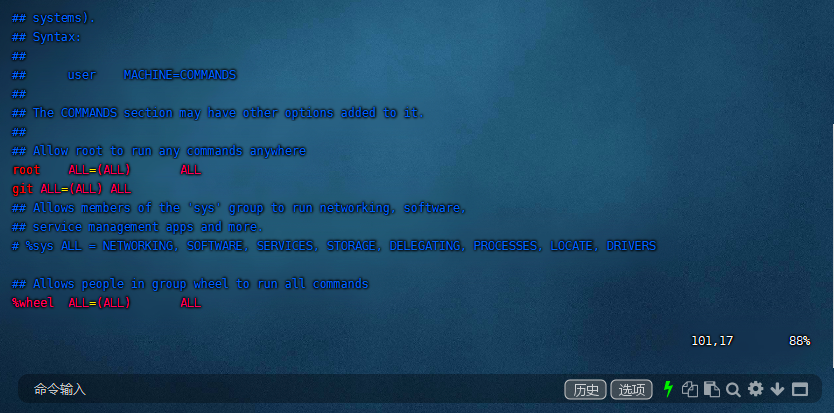 ## systems).
## Syntax:
##
##      user    MACHINE=COMMANDS
##
## The COMMANDS section may have other options added to it.
##
## Allow root to run any commands anywhere
root    ALL=(ALL)       ALL
git ALL=(ALL) ALL
## Allows members of the 'sys' group to run networking, software,
## service management apps and more.
# %sys ALL = NETWORKING, SOFTWARE, SERVICES, STORAGE, DELEGATING, PROCESSES, LOCATE, DRIVERS
## Allows people in group wheel to run all commands
%wheel  ALL=(ALL)       ALL
101,17        88%
命令输入 历史 选项